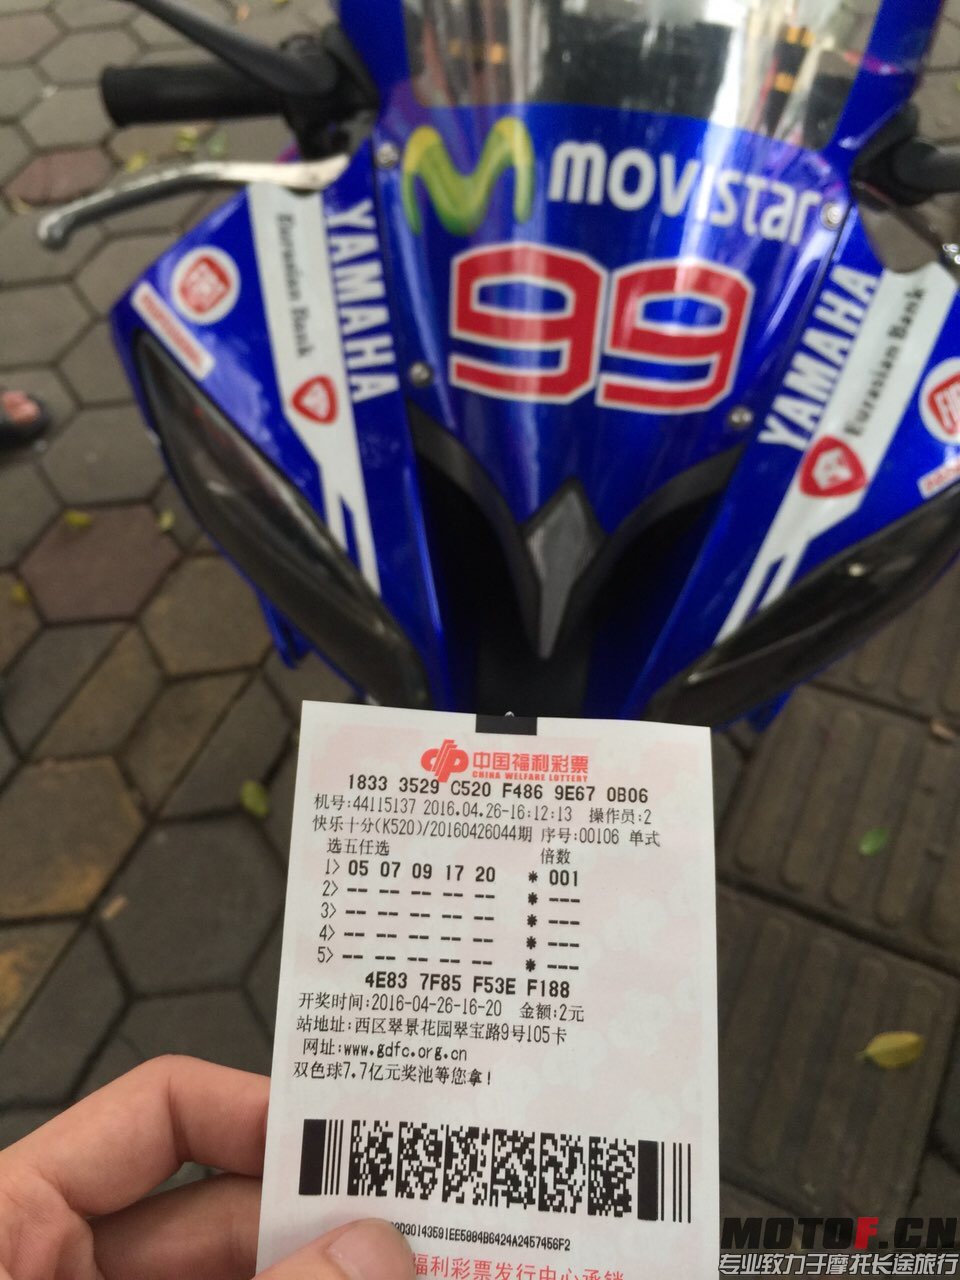 movistar
99
YAMAHA
Eurasian Bank
YAMAHA
Eurasian Bank
中国福利彩票
CHINA WELFARE LOTTERY
1833 3529 C520 F486 9E67 0B06
机号:44115137 2016.04.26-16:12:13 操作员:2
快乐十分(K520)/20160426044期 序号:00106 单式
选五任选 倍数
1> 05 07 09 17 20 * 001
2> -- -- -- -- -- * ---
3> -- -- -- -- -- * ---
4> -- -- -- -- -- * ---
5> -- -- -- -- -- * ---
4E83 7F85 F53E F188
开奖时间:2016-04-26-16-20 金额:2元
站地址:西区翠景花园翠宝路9号105卡
网址:www.gdfc.org.cn
双色球7.7亿元奖池等您拿!
福利彩票发行中心承销
MOTOF.CN
专业致力于摩托长途旅行